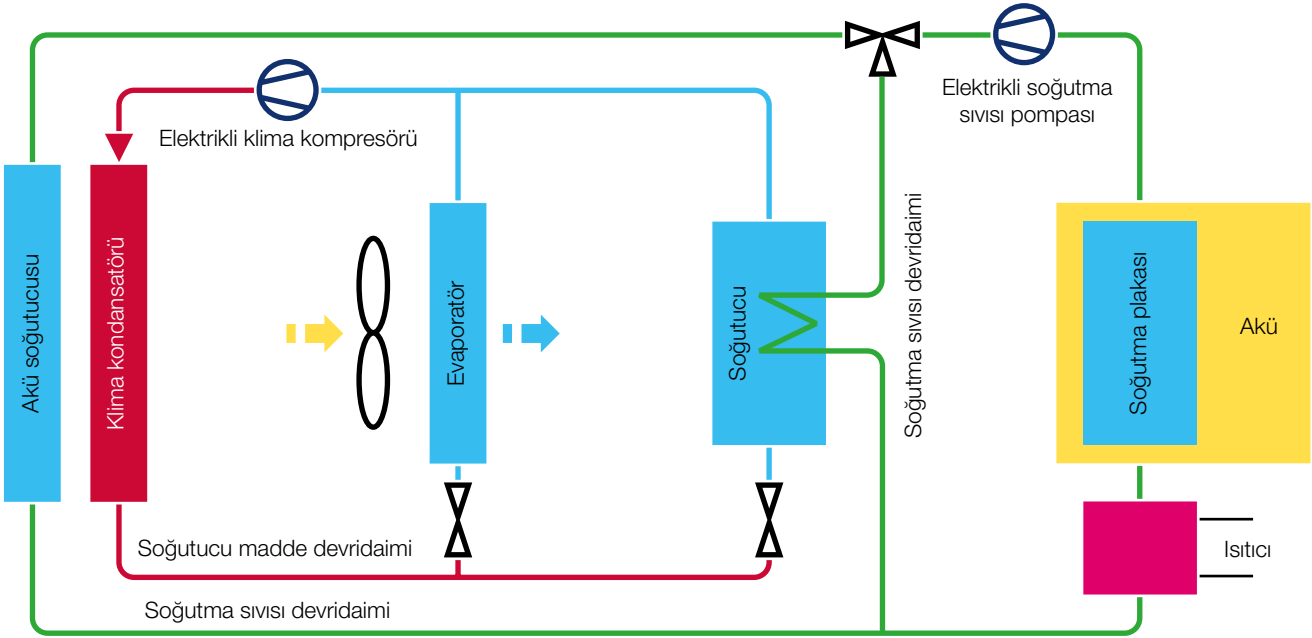 Elektrikli soğutma
sıvısı pompası
Elektrikli klima kompresörü
Akü soğutucusu
Klima kondansatörü
Evaporatör
Soğutucu
Soğutma sıvısı devridaimi
Soğutma plakası
Akü
Soğutucu madde devridaimi
Isıtıcı
Soğutma sıvısı devridaimi